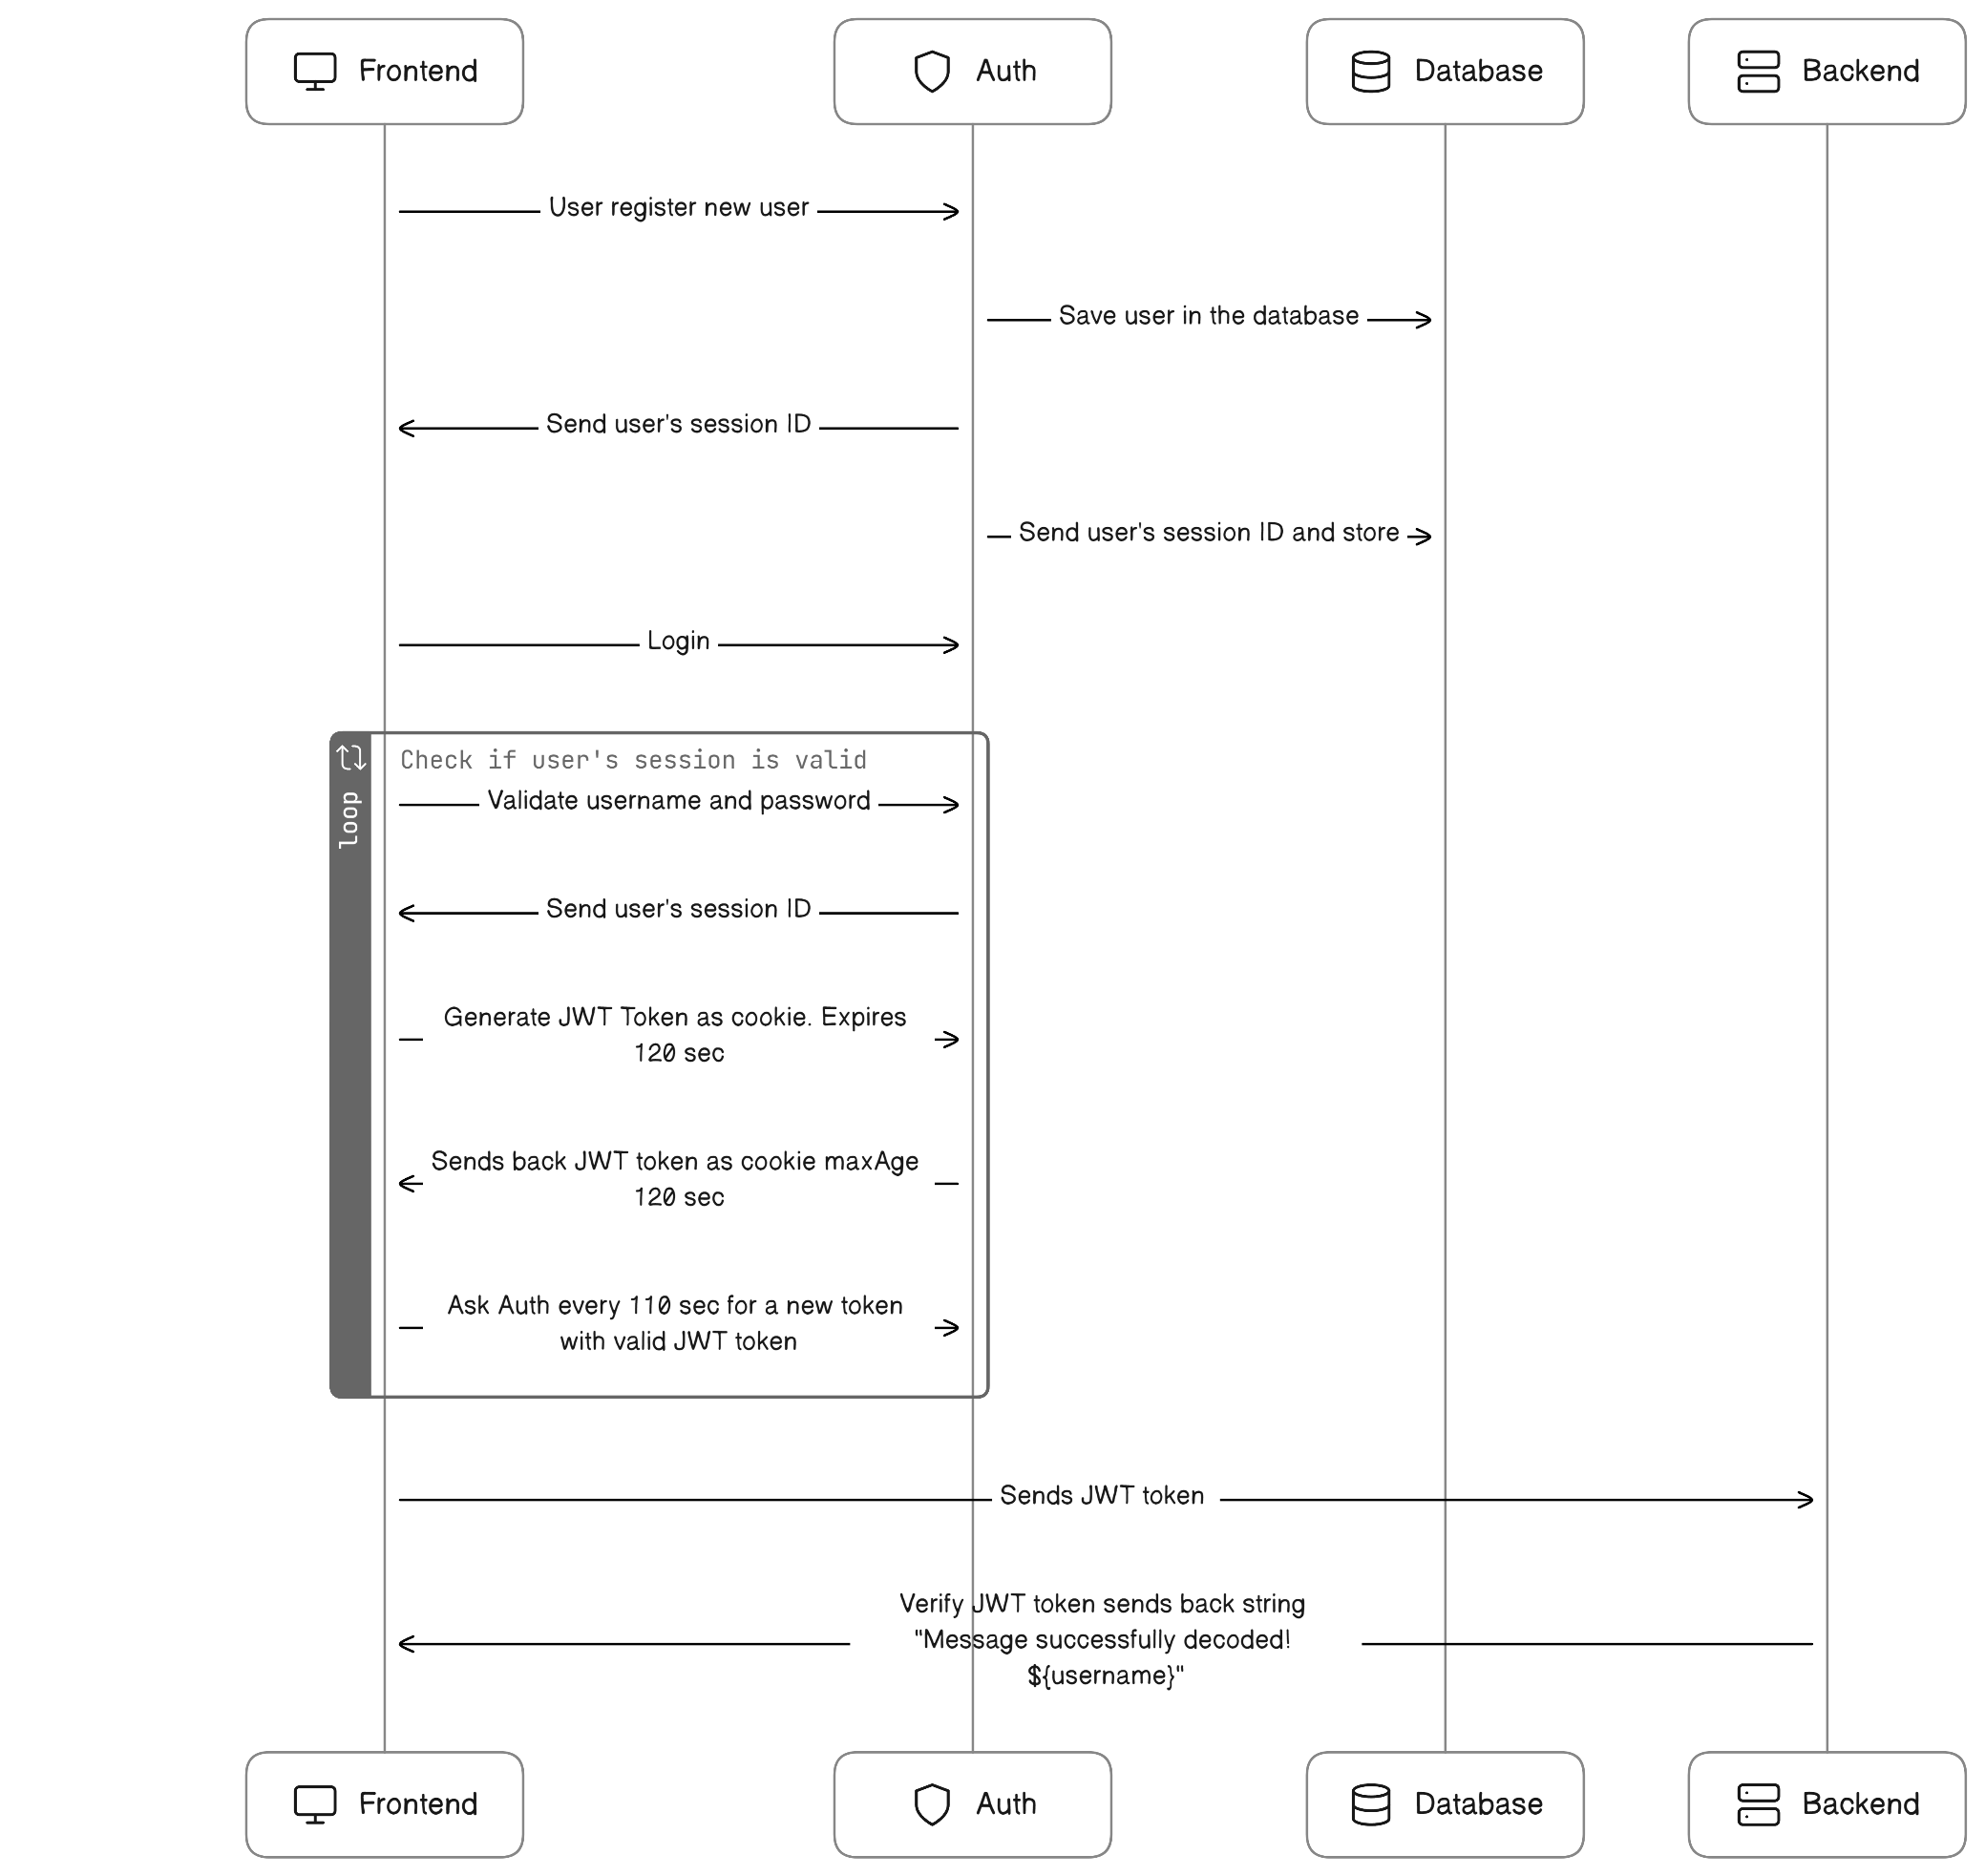 Frontend
Auth
Database
Backend
User register new user
Save user in the database
Send user's session ID
Send user's session ID and store
Login
loop
Check if user's session is valid
Validate username and password
Send user's session ID
Generate JWT Token as cookie. Expires
120 sec
Sends back JWT token as cookie maxAge
120 sec
Ask Auth every 110 sec for a new token
with valid JWT token
Sends JWT token
Verify JWT token sends back string
"Message successfully decoded!
${username}"
Frontend
Auth
Database
Backend